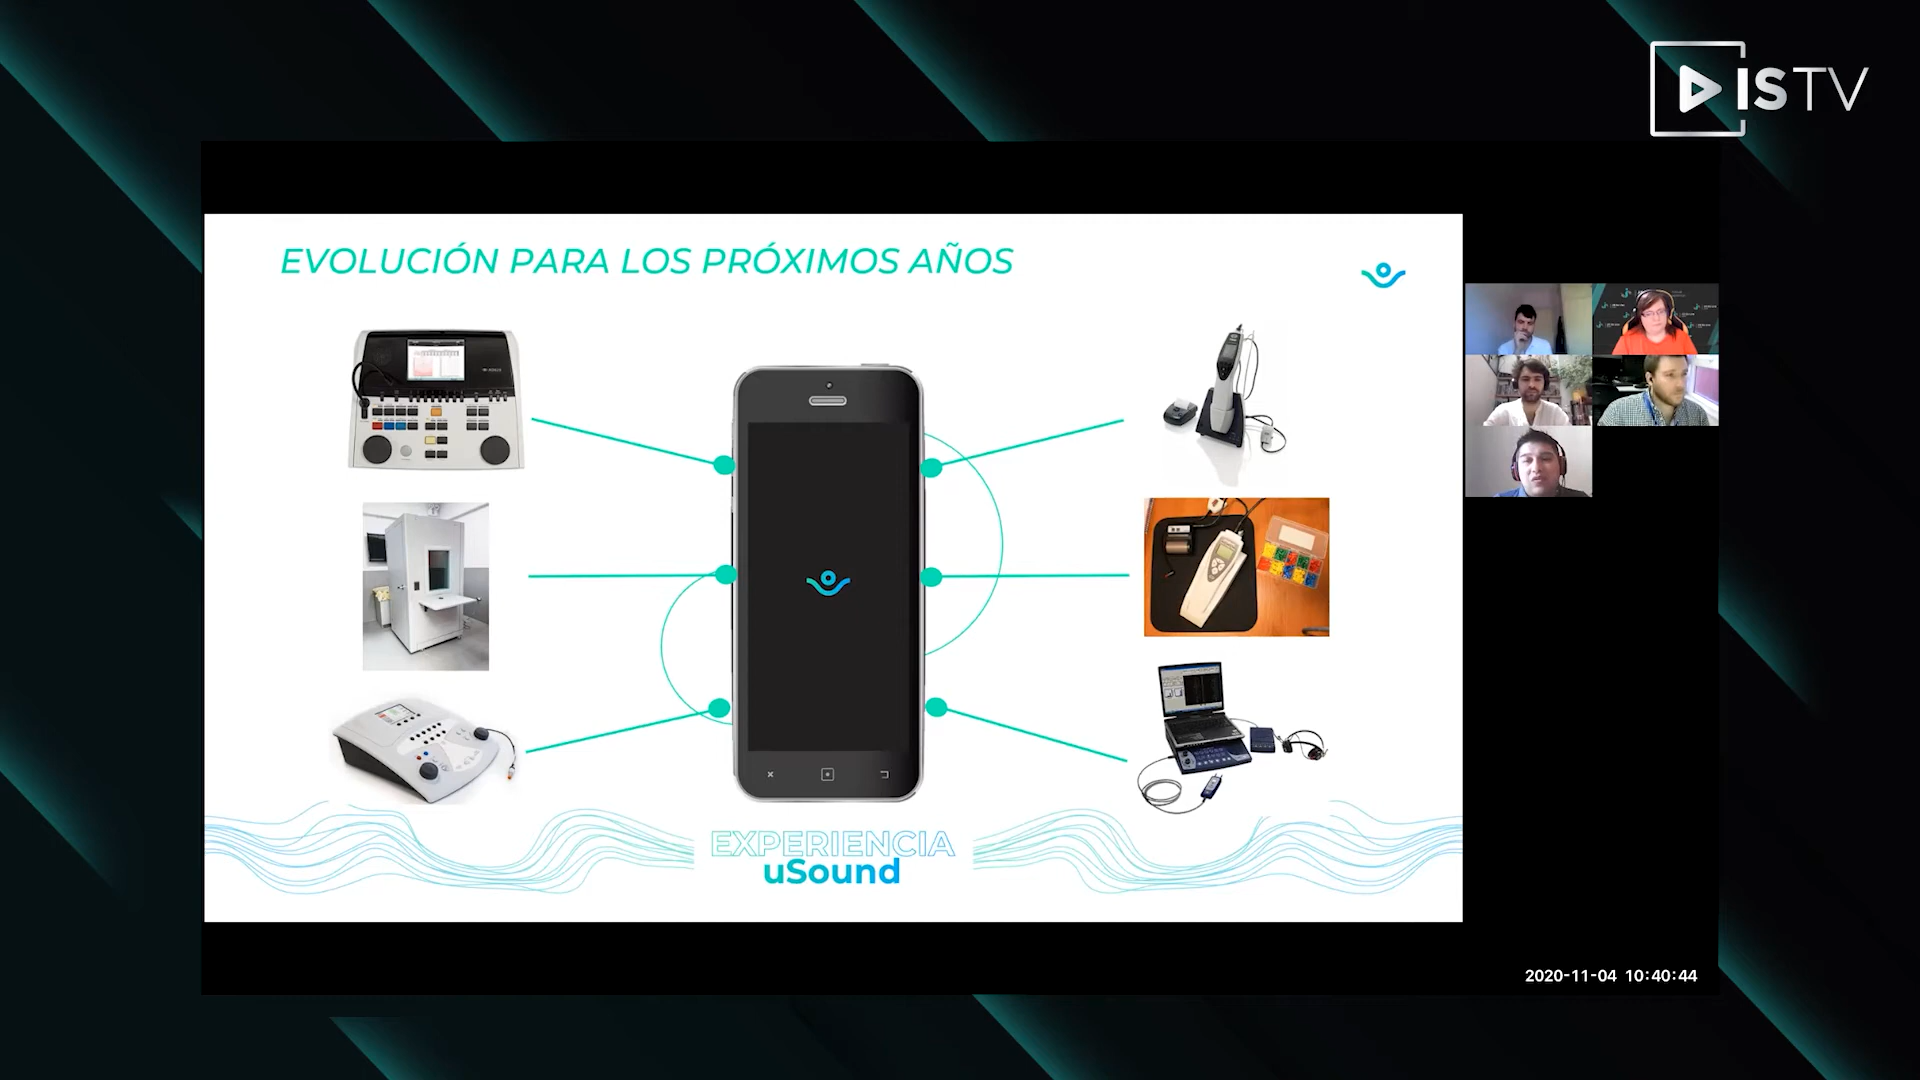 ISTV
EVOLUCIÓN PARA LOS PRÓXIMOS AÑOS
EXPERIENCIA
uSound
2020-11-04 10:40:44